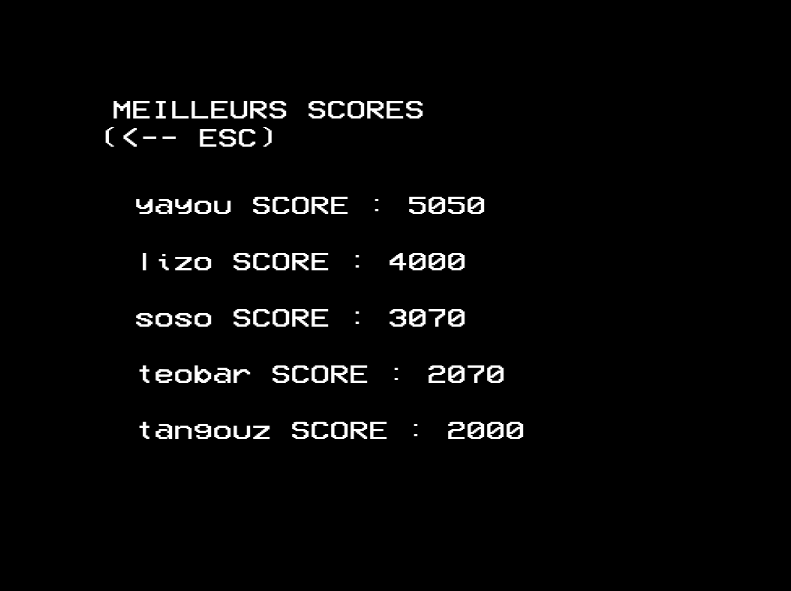 MEILLEURS SCORES
(<-- ESC)
yayou SCORE : 5050
lizo SCORE : 4000
soso SCORE : 3070
teobar SCORE : 2070
tangouz SCORE : 2000